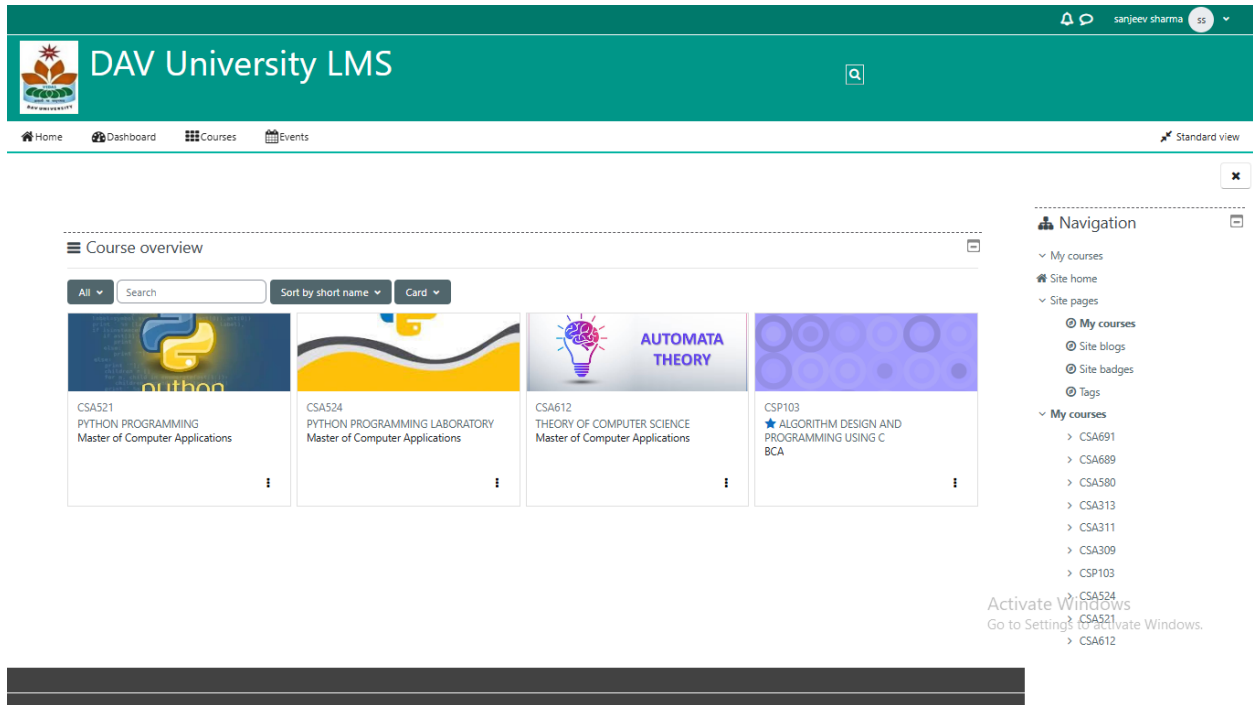 sanjeev sharma ss
DAV University LMS
DAV UNIVERSITY
Home Dashboard Courses Events Standard view
Navigation
Course overview
My courses
Site home
All Search Sort by short name Card
Site pages
My courses
Site blogs
Site badges
Tags
My courses
python
AUTOMATA
THEORY
CSA521
PYTHON PROGRAMMING
Master of Computer Applications
CSA524
PYTHON PROGRAMMING LABORATORY
Master of Computer Applications
CSA612
THEORY OF COMPUTER SCIENCE
Master of Computer Applications
CSP103
ALGORITHM DESIGN AND
PROGRAMMING USING C
BCA
CSA691
CSA689
CSA580
CSA313
CSA311
CSA309
CSP103
CSA524
CSA521
CSA612
Activate Windows
Go to Settings to activate Windows.